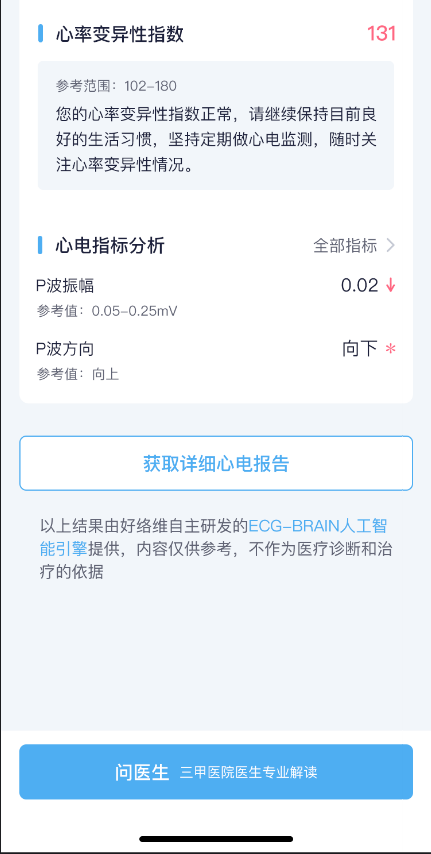 心率变异性指数 131
参考范围：102-180
您的心率变异性指数正常，请继续保持目前良
好的生活习惯，坚持定期做心电监测，随时关
注心率变异性情况。
心电指标分析 全部指标 >
P波振幅 0.02 ↓
参考值：0.05-0.25mV
P波方向 向下 *
参考值：向上
获取详细心电报告
以上结果由好络维自主研发的ECG-BRAIN人工智
能引擎提供，内容仅供参考，不作为医疗诊断和治
疗的依据
问医生 三甲医院医生专业解读